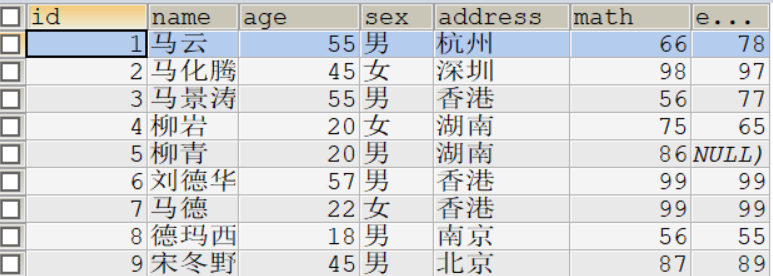 id name age sex address math e...
1 马云 55 男 杭州 66 78
2 马化腾 45 女 深圳 98 97
3 马景涛 55 男 香港 56 77
4 柳岩 20 女 湖南 75 65
5 柳青 20 男 湖南 86 NULL)
6 刘德华 57 男 香港 99 99
7 马德 22 女 香港 99 99
8 德玛西 18 男 南京 56 55
9 宋冬野 45 男 北京 87 89